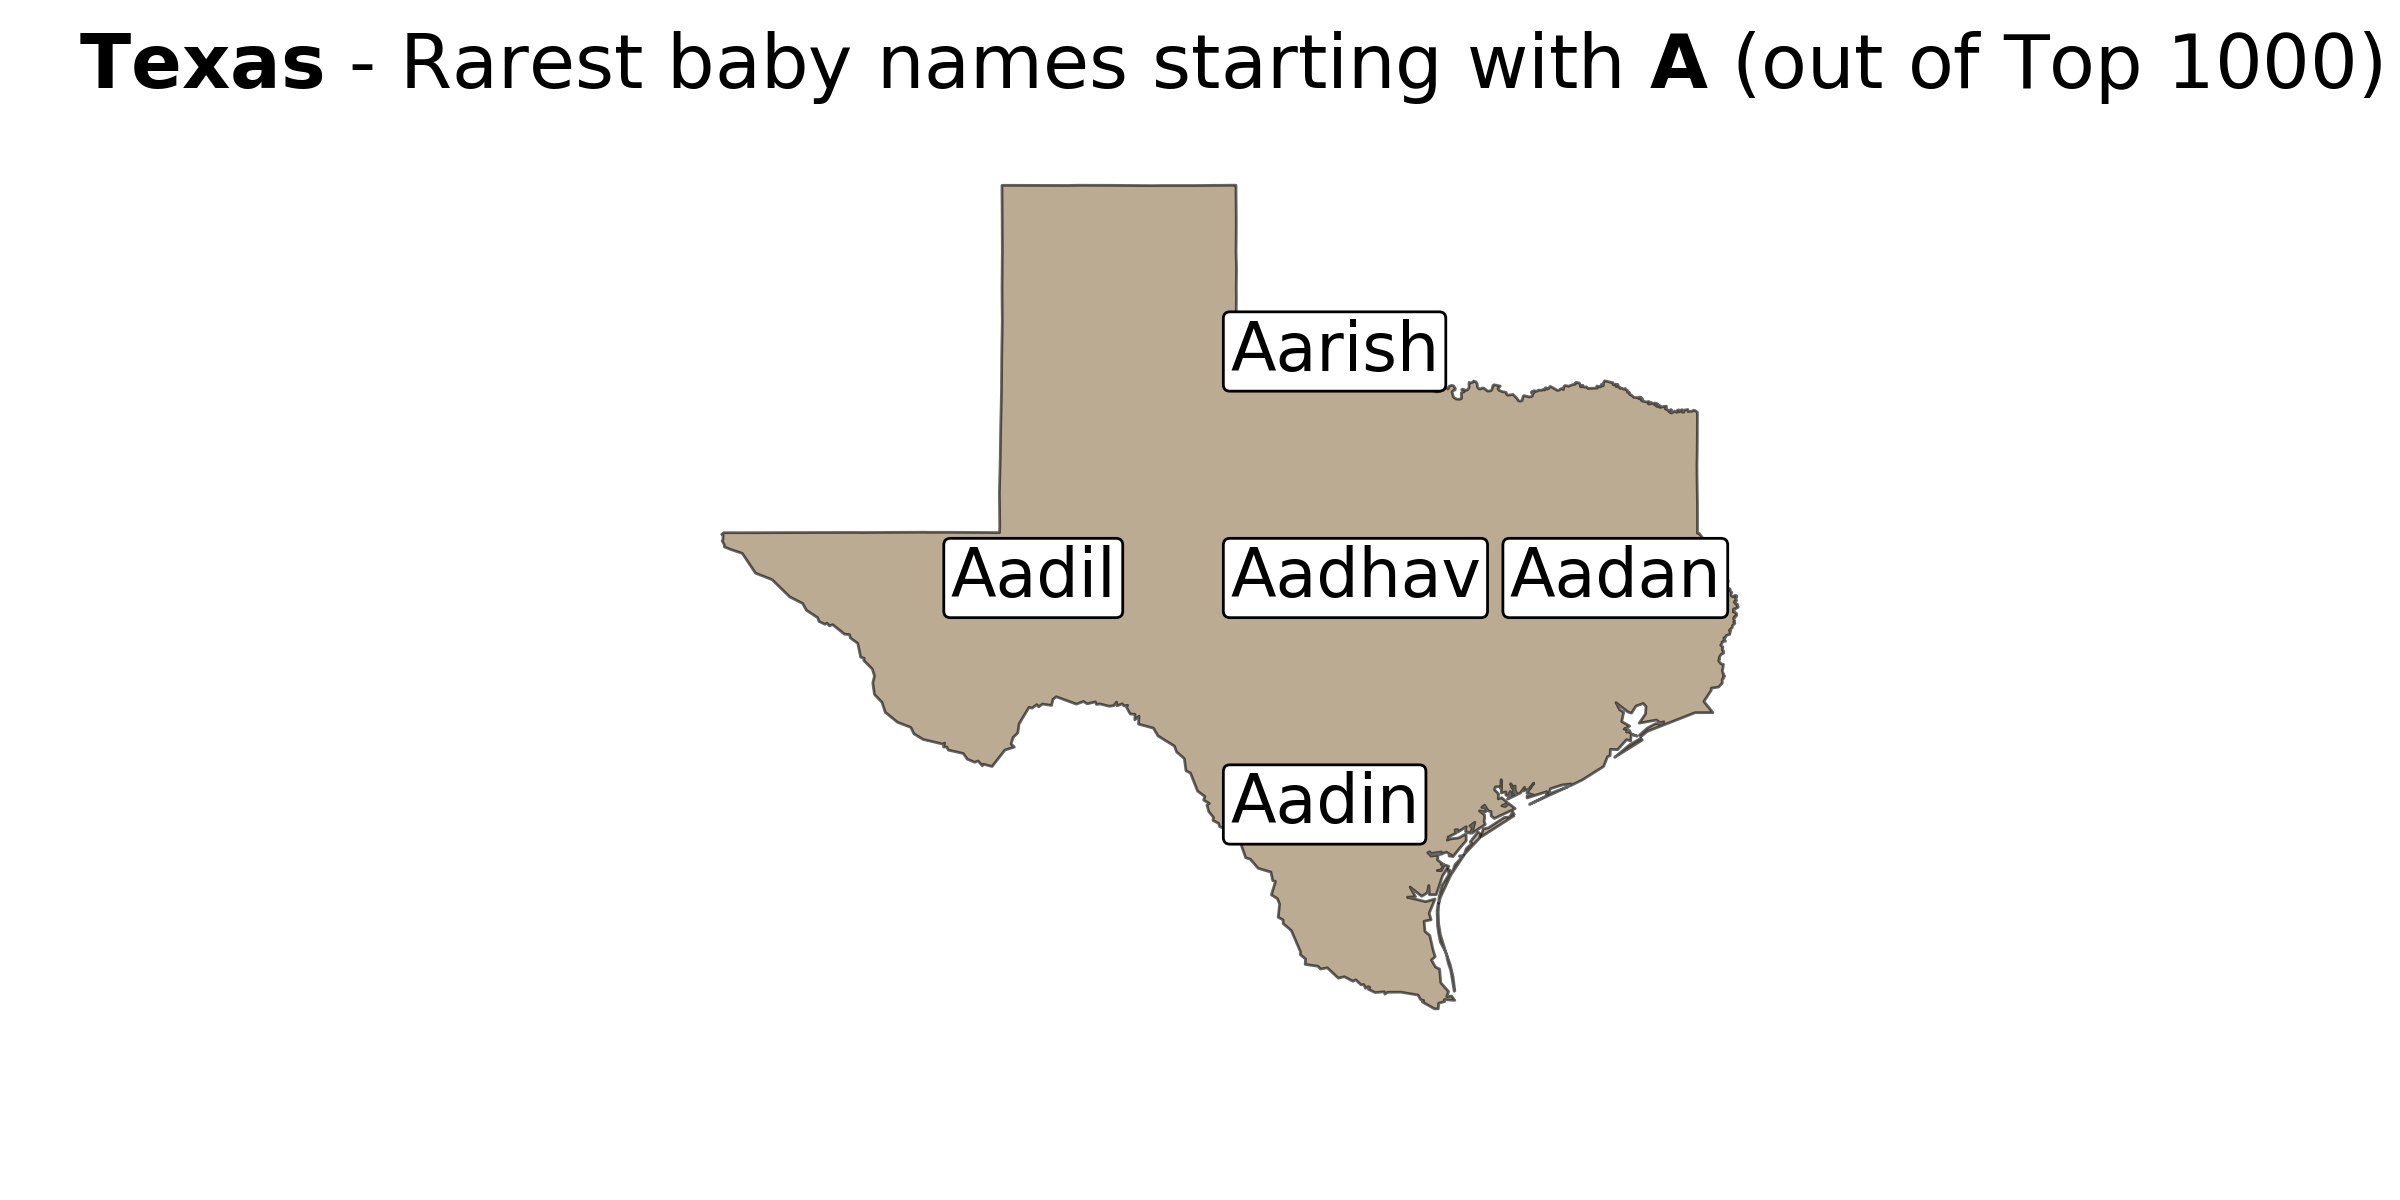 Texas - Rarest baby names starting with A (out of Top 1000)
Aarish
Aadil Aadhav Aadan
Aadin